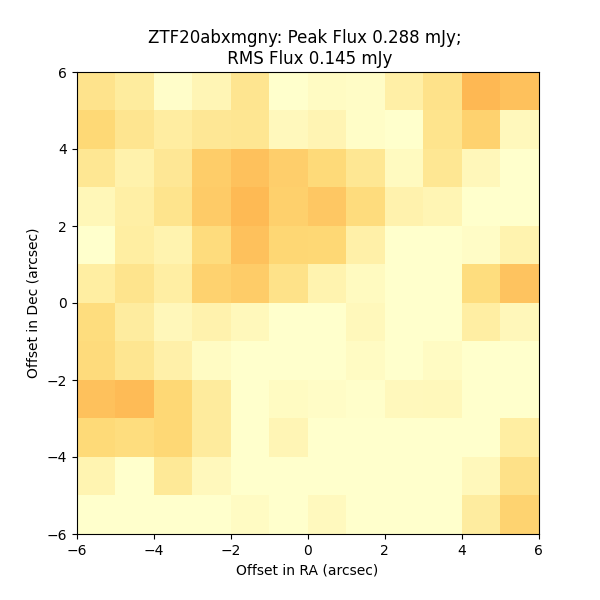 ZTF20abxmgny: Peak Flux 0.288 mJy;
RMS Flux 0.145 mJy
6
4
2
0
−2
−4
−6
Offset in Dec (arcsec)
−6 −4 −2 0 2 4 6
Offset in RA (arcsec)